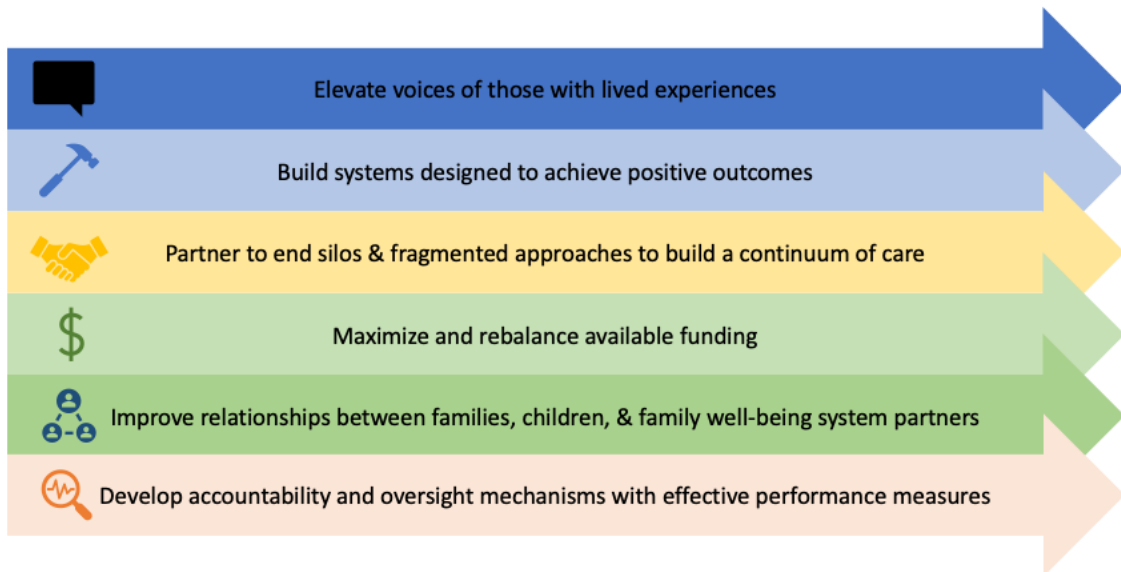 Elevate voices of those with lived experiences
Build systems designed to achieve positive outcomes
Partner to end silos & fragmented approaches to build a continuum of care
Maximize and rebalance available funding
Improve relationships between families, children, & family well-being system partners
Develop accountability and oversight mechanisms with effective performance measures